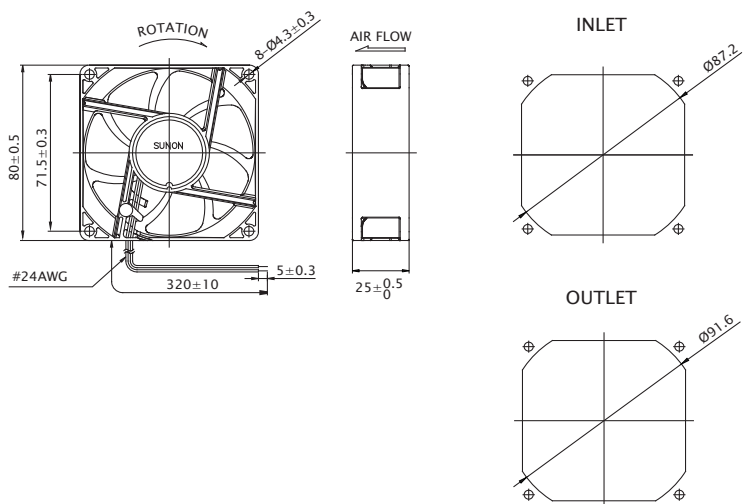 ROTATION
8-Ø4.3±0.3
80±0.5
71.5±0.3
SUNON
#24AWG
5±0.3
320±10
AIR FLOW
25±0.5
0
INLET
Ø87.2
OUTLET
Ø91.6